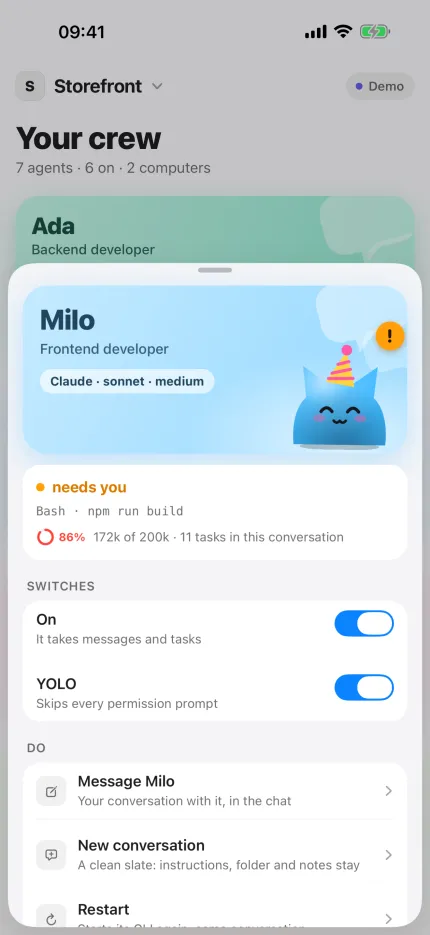 09:41
S Storefront
Demo
Your crew
7 agents · 6 on · 2 computers
Ada
Backend developer
Milo
!
Frontend developer
Claude · sonnet · medium
needs you
Bash · npm run build
86% 172k of 200k · 11 tasks in this conversation
SWITCHES
On
It takes messages and tasks
YOLO
Skips every permission prompt
DO
Message Milo
Your conversation with it, in the chat
New conversation
A clean slate: instructions, folder and notes stay
Restart